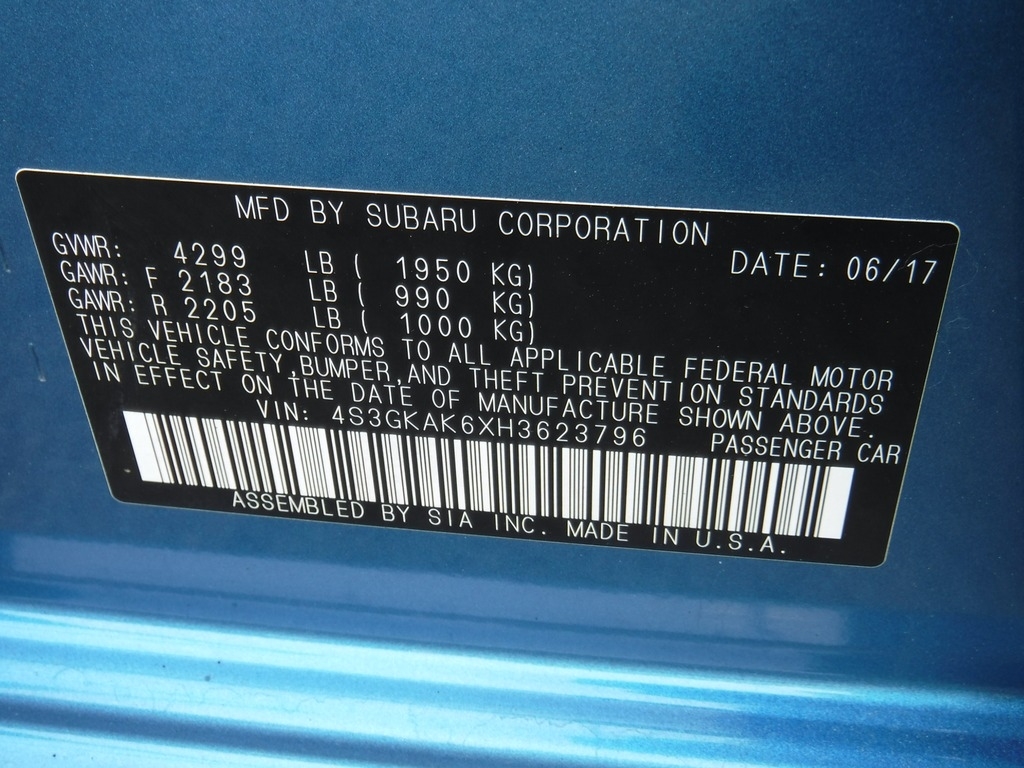 MFD BY SUBARU CORPORATION
GVWR: 4299 LB ( 1950 KG) DATE: 06/17
GAWR: F 2183 LB ( 990 KG)
GAWR: R 2205 LB ( 1000 KG)
THIS VEHICLE CONFORMS TO ALL APPLICABLE FEDERAL MOTOR
VEHICLE SAFETY,BUMPER,AND THEFT PREVENTION STANDARDS
IN EFFECT ON THE DATE OF MANUFACTURE SHOWN ABOVE.
VIN: 4S3GKAK6XH3623796 PASSENGER CAR
ASSEMBLED BY SIA INC. MADE IN U.S.A.